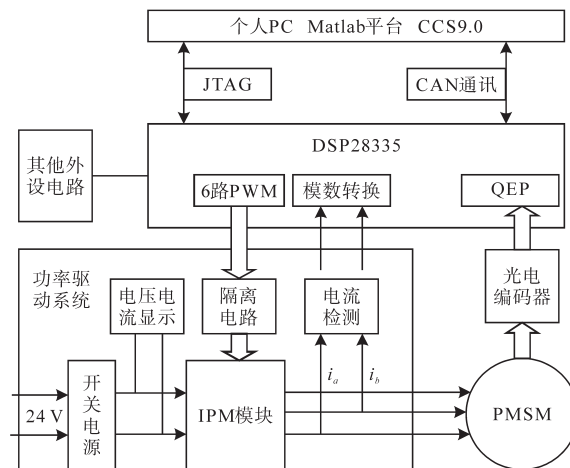 个人PC Matlab平台 CCS9.0
JTAG
CAN通讯
DSP28335
其他外
设电路
6路PWM
模数转换
QEP
功率驱
动系统
电压电
流显示
隔离
电路
电流
检测
光电
编码器
24 V
开
关
电
源
IPM模块
i_a
i_b
PMSM